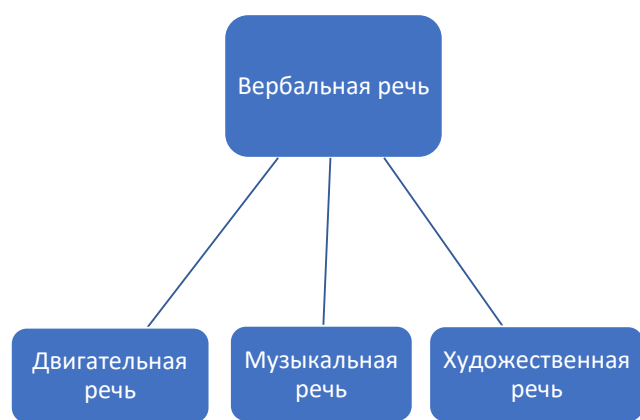 Вербальная речь
Двигательная
речь
Музыкальная
речь
Художественная
речь